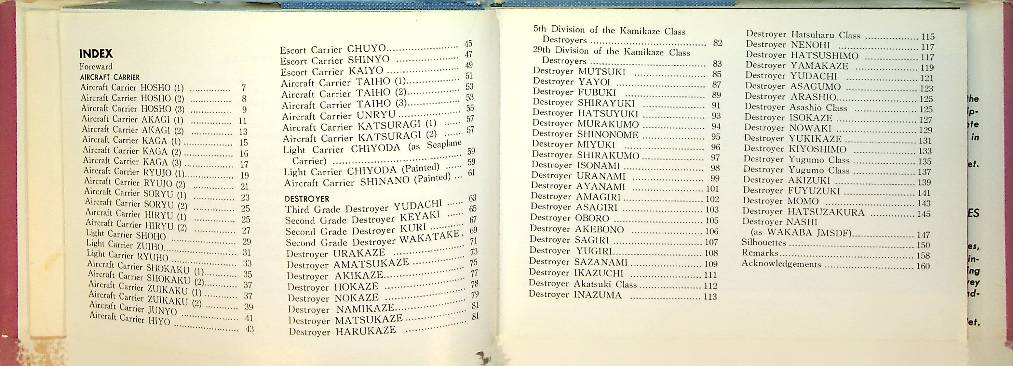 INDEX
Foreward
AIRCRAFT CARRIER
Aircraft Carrier HOSHO (1) ............ 7
Aircraft Carrier HOSHO (2) ............ 8
Aircraft Carrier HOSHO (3) ............ 9
Aircraft Carrier AKAGI (1) ............ 11
Aircraft Carrier AKAGI (2) ............ 13
Aircraft Carrier KAGA (1) ............ 15
Aircraft Carrier KAGA (2) ............ 16
Aircraft Carrier KAGA (3) ............ 17
Aircraft Carrier RYUJO (1) ............ 19
Aircraft Carrier RYUJO (2) ............ 21
Aircraft Carrier SORYU (1) ............ 23
Aircraft Carrier SORYU (2) ............ 25
Aircraft Carrier HIRYU (1) ............ 25
Aircraft Carrier HIRYU (2) ............ 27
Light Carrier SHOHO ............ 29
Light Carrier ZUIHO ............ 31
Light Carrier RYUHO ............ 33
Aircraft Carrier SHOKAKU (1) ............ 35
Aircraft Carrier SHOKAKU (2) ............ 37
Aircraft Carrier ZUIKAKU (1) ............ 37
Aircraft Carrier ZUIKAKU (2) ............ 39
Aircraft Carrier JUNYO ............ 41
Aircraft Carrier HIYO ............ 43
Escort Carrier CHUYO ............ 45
Escort Carrier SHINYO ............ 47
Escort Carrier KAIYO ............ 49
Aircraft Carrier TAIHO (1) ............ 51
Aircraft Carrier TAIHO (2) ............ 53
Aircraft Carrier TAIHO (3) ............ 53
Aircraft Carrier UNRYU ............ 55
Aircraft Carrier KATSURAGI (1) ...... 57
Aircraft Carrier KATSURAGI (2) ...... 57
Light Carrier CHIYODA (as Seaplane
Carrier) ............ 59
Light Carrier CHIYODA (Painted) ...... 59
Aircraft Carrier SHINANO (Painted) ... 61
DESTROYER
Third Grade Destroyer YUDACHI ...... 63
Second Grade Destroyer KEYAKI ...... 65
Second Grade Destroyer KURI ............ 67
Second Grade Destroyer WAKATAKE. 69
Destroyer URAKAZE ............ 71
Destroyer AMATSUKAZE ............ 73
Destroyer AKIKAZE ............ 75
Destroyer HOKAZE ............ 77
Destroyer NOKAZE ............ 78
Destroyer NAMIKAZE ............ 79
Destroyer MATSUKAZE ............ 81
Destroyer HARUKAZE ............ 81
5th Division of the Kamikaze Class
Destroyers ............ 82
29th Division of the Kamikaze Class
Destroyers ............ 83
Destroyer MUTSUKI ............ 85
Destroyer YAYOI ............ 87
Destroyer FUBUKI ............ 89
Destroyer SHIRAYUKI ............ 91
Destroyer HATSUYUKI ............ 93
Destroyer MURAKUMO ............ 94
Destroyer SHINONOME ............ 95
Destroyer MIYUKI ............ 96
Destroyer SHIRAKUMO ............ 97
Destroyer ISONAMI ............ 98
Destroyer URANAMI ............ 99
Destroyer AYANAMI ............ 101
Destroyer AMAGIRI ............ 102
Destroyer ASAGIRI ............ 103
Destroyer OBORO ............ 105
Destroyer AKEBONO ............ 106
Destroyer SAGIRI ............ 107
Destroyer YUGIRI ............ 108
Destroyer SAZANAMI ............ 109
Destroyer IKAZUCHI ............ 111
Destroyer Akatsuki Class ............ 112
Destroyer INAZUMA ............ 113
Destroyer Hatsuharu Class ............ 115
Destroyer NENOHI ............ 117
Destroyer HATSUSHIMO ............ 117
Destroyer YAMAKAZE ............ 119
Destroyer YUDACHI ............ 121
Destroyer ASAGUMO ............ 123
Destroyer ARASHIO ............ 125
Destroyer Asashio Class ............ 125
Destroyer ISOKAZE ............ 127
Destroyer NOWAKI ............ 129
Destroyer YUKIKAZE ............ 131
Destroyer KIYOSHIMO ............ 133
Destroyer Yugumo Class ............ 135
Destroyer Yugumo Class ............ 137
Destroyer AKIZUKI ............ 139
Destroyer FUYUZUKI ............ 141
Destroyer MOMO ............ 143
Destroyer HATSUZAKURA ............ 145
Destroyer NASHI
(as WAKABA JMSDF) ............ 147
Silhouettes ............ 150
Remarks ............ 158
Acknowledgements ............ 160
the
ip-
in
et.
ES
es,
in-
ing
ey
nd-
et.